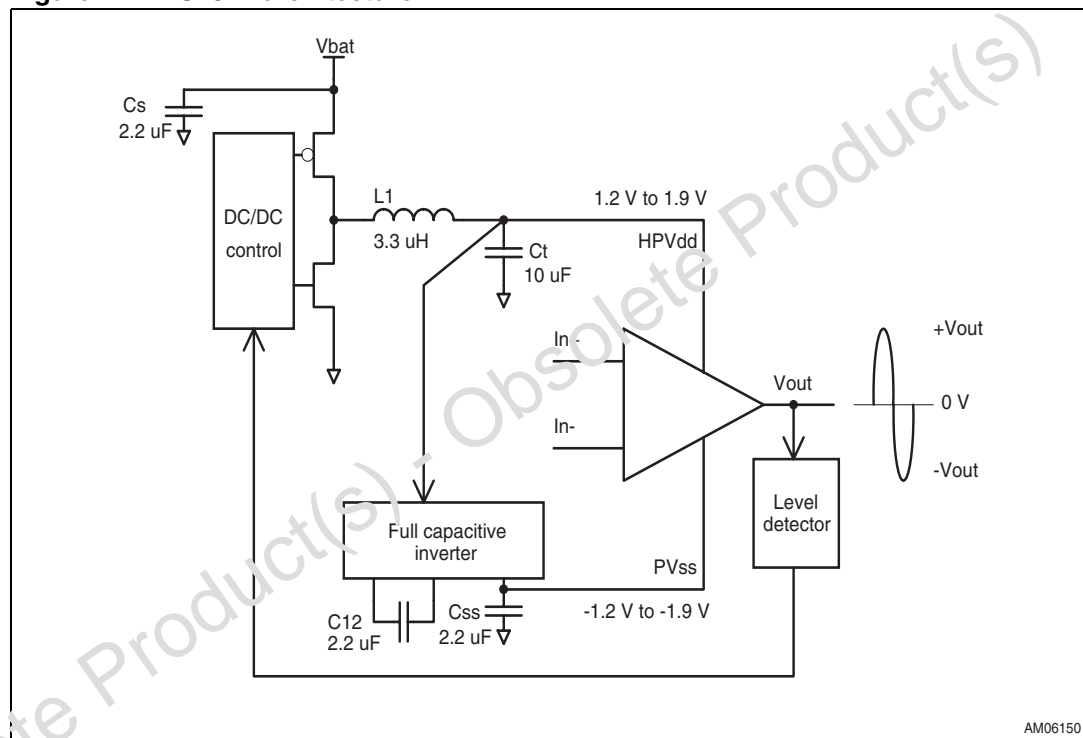 Vbat
Cs
2.2 uF
DC/DC
control
L1
3.3 uH
1.2 V to 1.9 V
HPVdd
Ct
10 uF
In-
In-
Vout
+Vout
0 V
-Vout
Level
detector
Full capacitive
inverter
PVss
-1.2 V to -1.9 V
C12
2.2 uF
Css
2.2 uF
Product(s) - Obsolete Product(s)
ete
AM06150